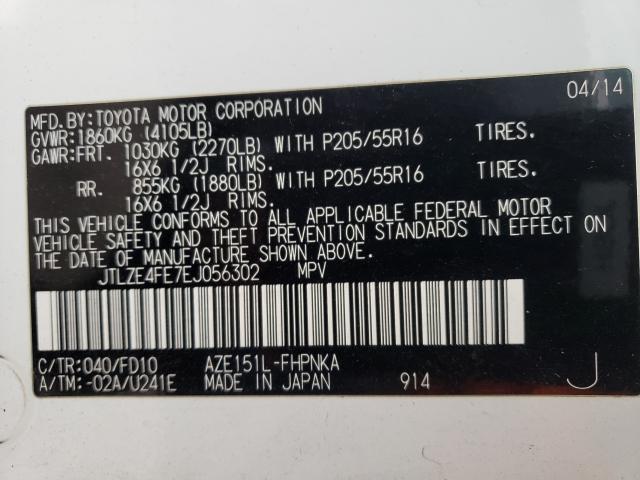 04/14
MFD.BY:TOYOTA MOTOR CORPORATION
GVWR:1860KG (4105LB)
GAWR:FRT. 1030KG (2270LB) WITH P205/55R16 TIRES.
16X6 1/2J RIMS.
RR. 855KG (1880LB) WITH P205/55R16 TIRES.
16X6 1/2J RIMS.
THIS VEHICLE CONFORMS TO ALL APPLICABLE FEDERAL MOTOR
VEHICLE SAFETY AND THEFT PREVENTION STANDARDS IN EFFECT ON
THE DATE OF MANUFACTURE SHOWN ABOVE.
JTLZE4FE7EJ056302 MPV
C/TR:040/FD10 AZE151L-FHPNKA
A/TM:-02A/U241E MADE IN JAPAN 914 J